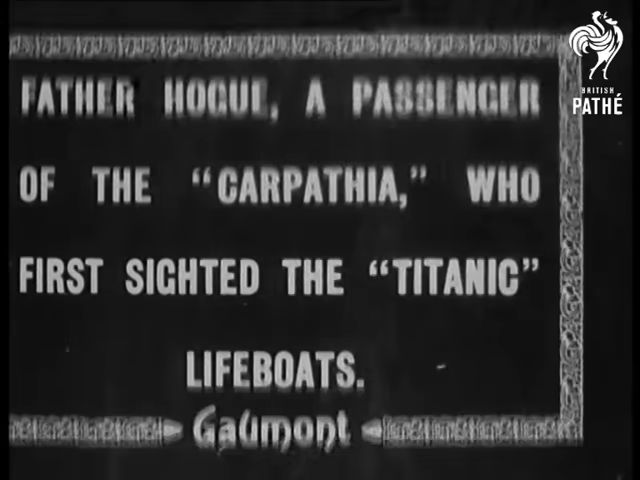 FATHER HOGUE, A PASSENGER
OF THE “CARPATHIA,” WHO
FIRST SIGHTED THE “TITANIC”
LIFEBOATS.
Gaumont
BRITISH
PATHÉ